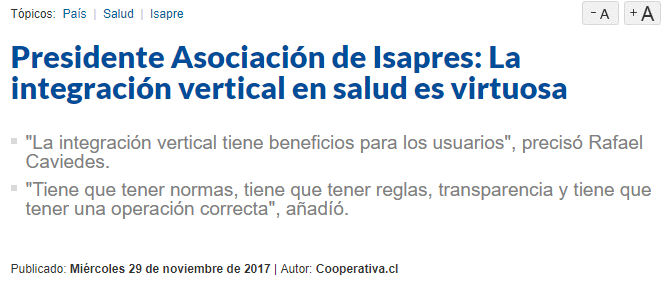 Tópicos: País | Salud | Isapre
- A
+ A
Presidente Asociación de Isapres: La
integración vertical en salud es virtuosa
"La integración vertical tiene beneficios para los usuarios", precisó Rafael
Caviedes.
"Tiene que tener normas, tiene que tener reglas, transparencia y tiene que
tener una operación correcta", añadíó.
Publicado: Miércoles 29 de noviembre de 2017 | Autor: Cooperativa.cl